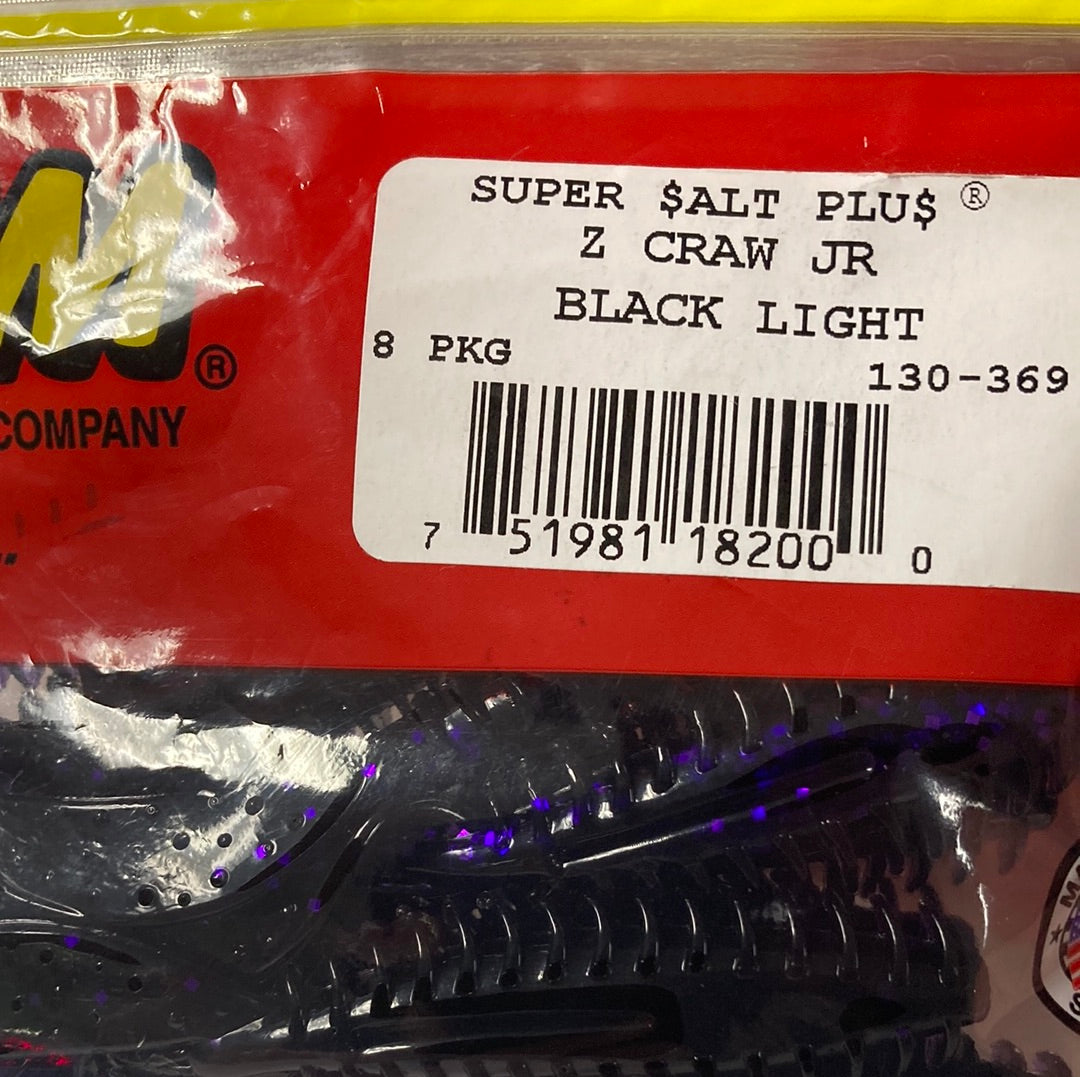 SUPER $ALT PLU$ ®
Z CRAW JR
BLACK LIGHT
8 PKG
130-369
7 51981 18200 0
M®
COMPANY